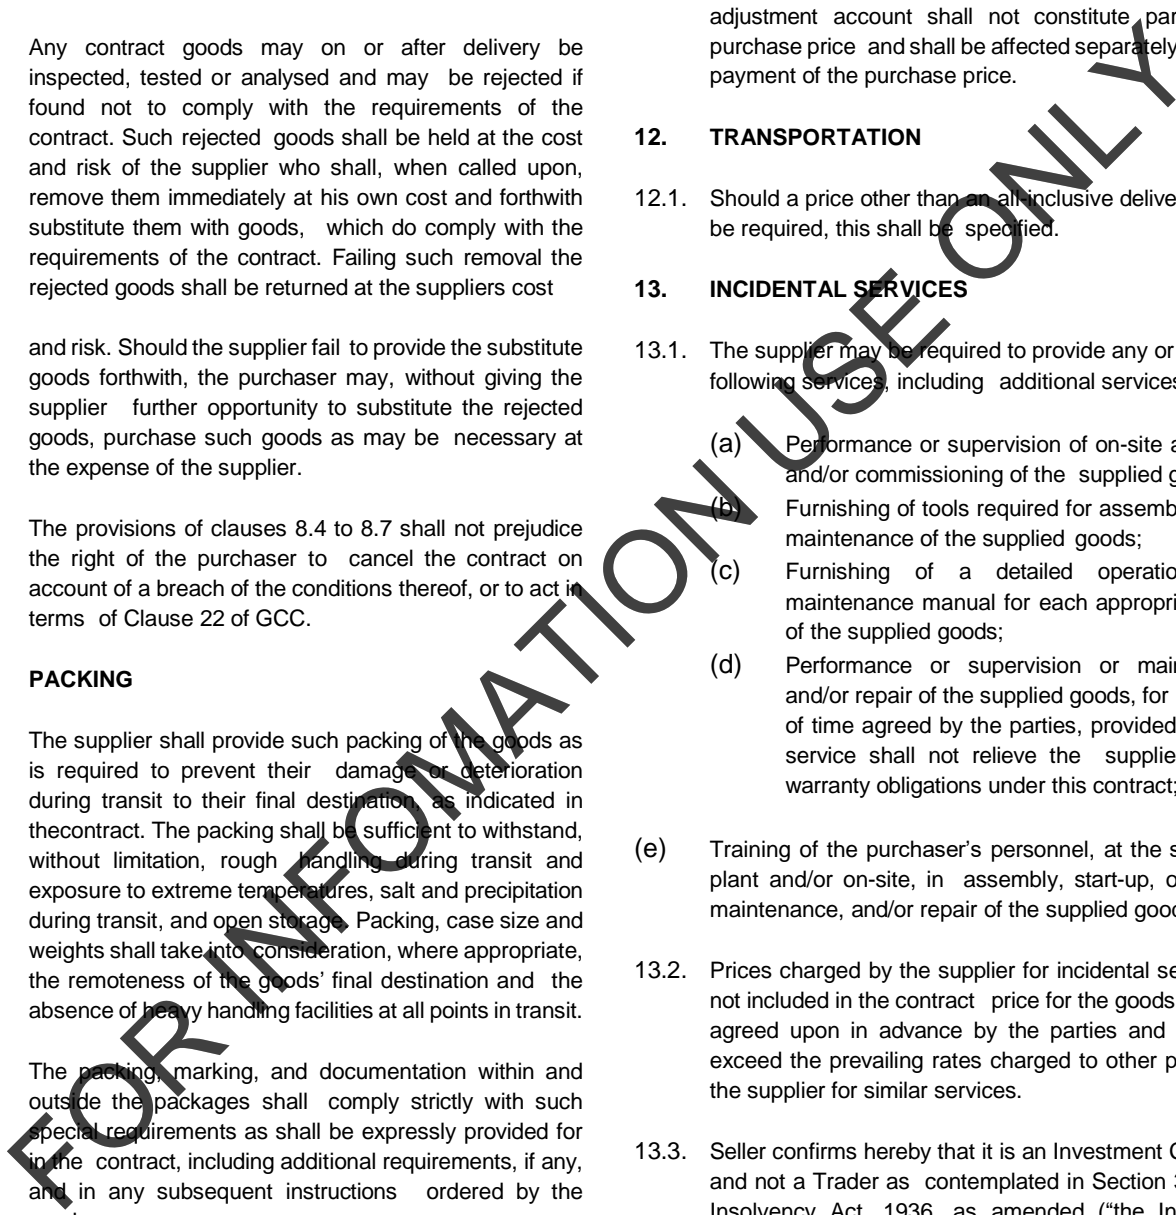 Any contract goods may on or after delivery be
inspected, tested or analysed and may be rejected if
found not to comply with the requirements of the
contract. Such rejected goods shall be held at the cost
and risk of the supplier who shall, when called upon,
remove them immediately at his own cost and forthwith
substitute them with goods, which do comply with the
requirements of the contract. Failing such removal the
rejected goods shall be returned at the suppliers cost
and risk. Should the supplier fail to provide the substitute
goods forthwith, the purchaser may, without giving the
supplier further opportunity to substitute the rejected
goods, purchase such goods as may be necessary at
the expense of the supplier.
The provisions of clauses 8.4 to 8.7 shall not prejudice
the right of the purchaser to cancel the contract on
account of a breach of the conditions thereof, or to act in
terms of Clause 22 of GCC.
PACKING
The supplier shall provide such packing of the goods as
is required to prevent their damage or deterioration
during transit to their final destination, as indicated in
thecontract. The packing shall be sufficient to withstand,
without limitation, rough handling during transit and
exposure to extreme temperatures, salt and precipitation
during transit, and open storage. Packing, case size and
weights shall take into consideration, where appropriate,
the remoteness of the goods’ final destination and the
absence of heavy handling facilities at all points in transit.
The packing, marking, and documentation within and
outside the packages shall comply strictly with such
special requirements as shall be expressly provided for
in the contract, including additional requirements, if any,
and in any subsequent instructions ordered by the
adjustment account shall not constitute
purchase price and shall be affected separately
payment of the purchase price.
12. TRANSPORTATION
12.1. Should a price other than an all-inclusive
be required, this shall be specified.
13. INCIDENTAL SERVICES
13.1. The supplier may be required to provide any or
following services, including additional services
(a) Performance or supervision of on-site
and/or commissioning of the supplied
(b) Furnishing of tools required for
maintenance of the supplied goods;
(c) Furnishing of a detailed
maintenance manual for each
of the supplied goods;
(d) Performance or supervision or
and/or repair of the supplied goods, for
of time agreed by the parties, provided
service shall not relieve the
warranty obligations under this contract;
(e) Training of the purchaser’s personnel, at the
plant and/or on-site, in assembly, start-up,
maintenance, and/or repair of the supplied
13.2. Prices charged by the supplier for incidental
not included in the contract price for the goods
agreed upon in advance by the parties and
exceed the prevailing rates charged to other
the supplier for similar services.
13.3. Seller confirms hereby that it is an Investment
and not a Trader as contemplated in Section
Insolvency Act, 1936, as amended (“the
FOR INFOMATION USE ONLY